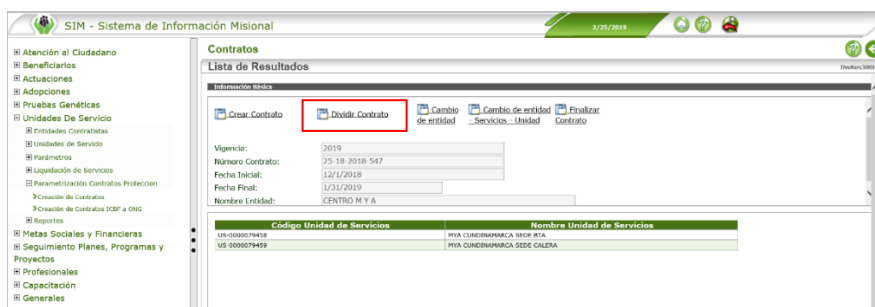 SIM - Sistema de Información Misional
2/25/2019
Atención al Ciudadano
Beneficiarios
Actuaciones
Adopciones
Pruebas Genéticas
Unidades De Servicio
Entidades Contratistas
Unidades de Servicio
Parámetros
Liquidación de Servicios
Parametrización Contratos Proteccion
Creación de Contratos
Creación de Contratos ICBF a ONG
Reportes
Metas Sociales y Financieras
Seguimiento Planes, Programas y
Proyectos
Profesionales
Capacitación
Generales
Contratos
Lista de Resultados
Información Básica
Crear Contrato
Dividir Contrato
Cambio
de entidad
Cambio de entidad
- Servicios - Unidad
Finalizar
Contrato
Vigencia: 2019
Número Contrato: 25-18-2018-547
Fecha Inicial: 12/1/2018
Fecha Final: 1/31/2019
Nombre Entidad: CENTRO M Y A
Código Unidad de Servicios Nombre Unidad de Servicios
US-0000079458 MYA CUNDINAMARCA SEDE BTA
US-0000079459 MYA CUNDINAMARCA SEDE CALERA